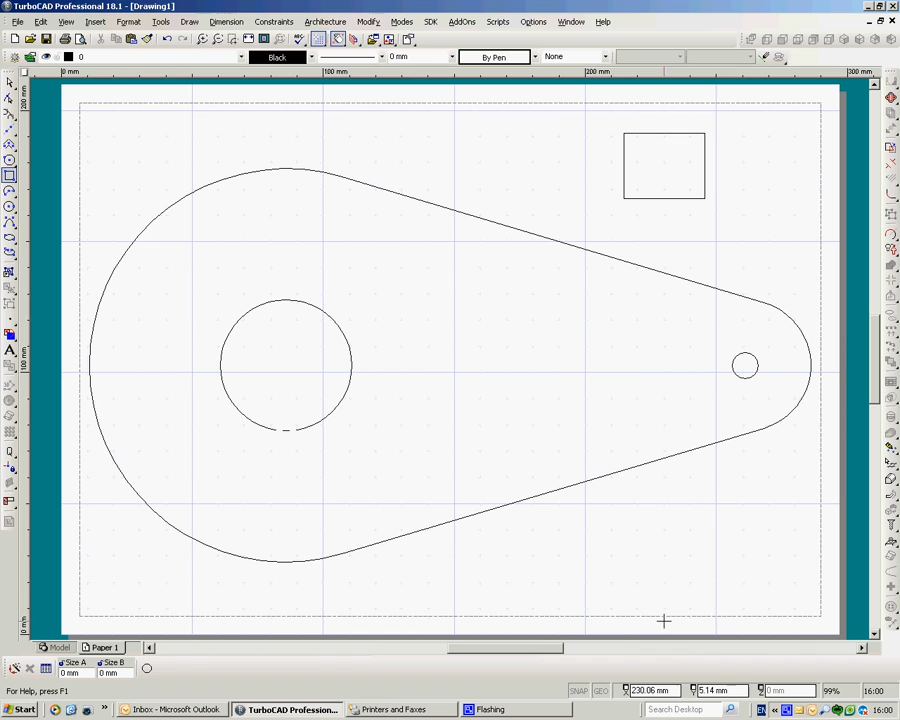 TurboCAD Professional 18.1 - [Drawing1]
File Edit View Insert Format Tools Draw Dimension Constraints Architecture Modify Modes SDK AddOns Scripts Options Window Help
0 Black 0 mm By Pen None
0 mm 100 mm 200 mm 300 mm
200 mm
100 mm
0 mm
Model Paper 1
Size A Size B
0 mm 0 mm
For Help, press F1 SNAP GEO X 230.06 mm Y 5.14 mm Z 0 mm 99% 16:00
Start Inbox - Microsoft Outlook TurboCAD Profession... Printers and Faxes Flashing Search Desktop EN 16:00